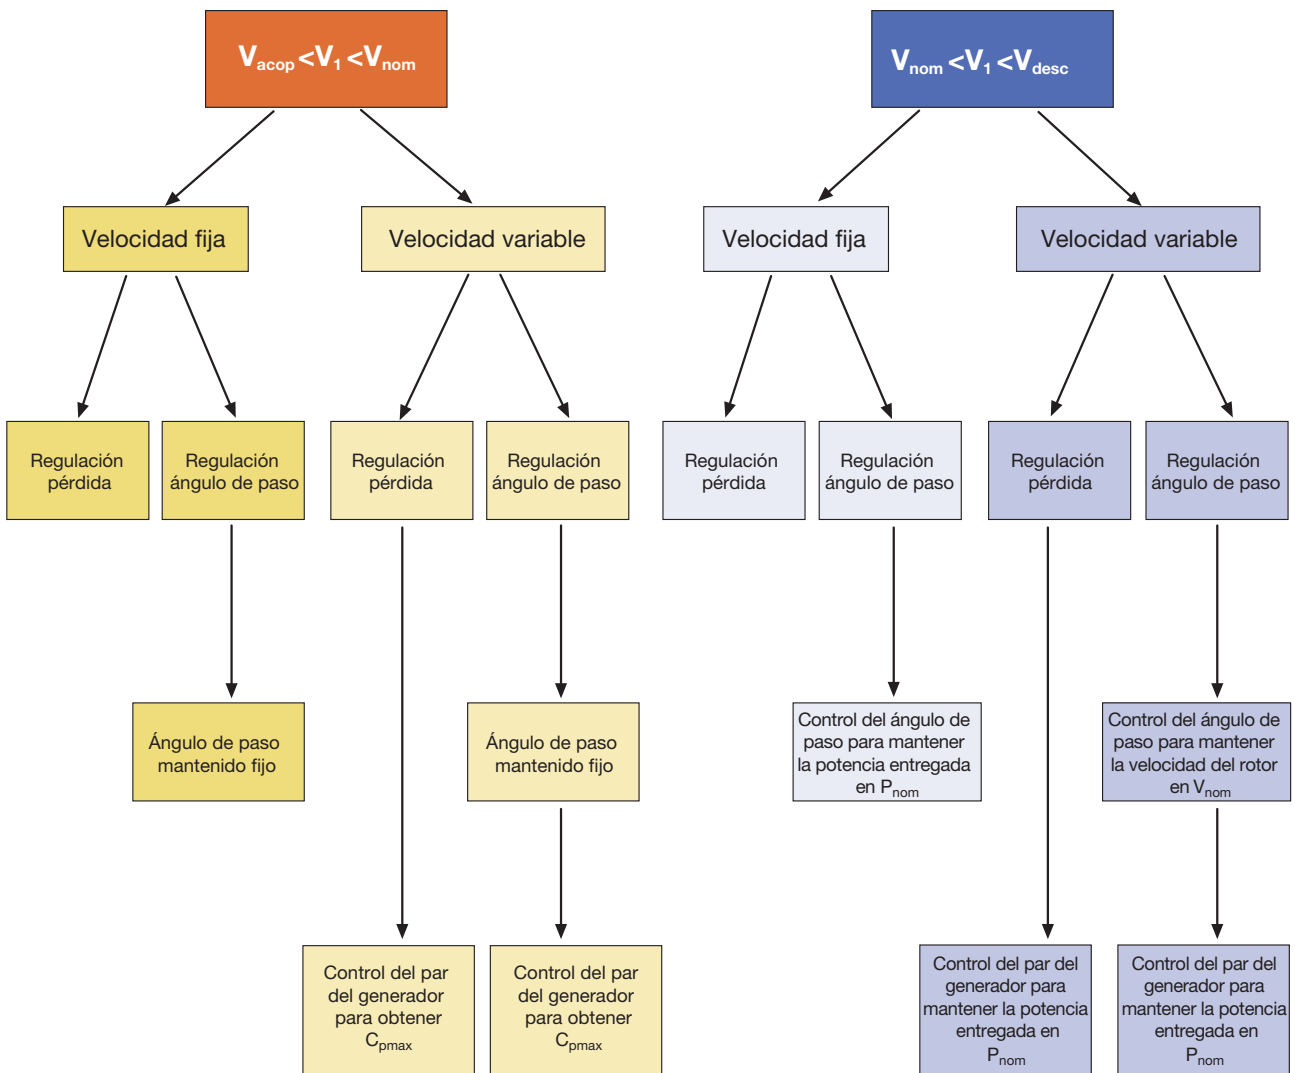 Vacop <V1 <Vnom
Vnom <V1 <Vdesc
Velocidad fija
Velocidad variable
Velocidad fija
Velocidad variable
Regulación
pérdida
Regulación
ángulo de paso
Regulación
pérdida
Regulación
ángulo de paso
Regulación
pérdida
Regulación
ángulo de paso
Regulación
pérdida
Regulación
ángulo de paso
Ángulo de paso
mantenido fijo
Ángulo de paso
mantenido fijo
Control del ángulo de
paso para mantener
la potencia entregada
en Pnom
Control del ángulo de
paso para mantener
la velocidad del rotor
en Vnom
Control del par
del generador
para obtener
Cpmax
Control del par
del generador
para obtener
Cpmax
Control del par del
generador para
mantener la potencia
entregada en
Pnom
Control del par del
generador para
mantener la potencia
entregada en
Pnom